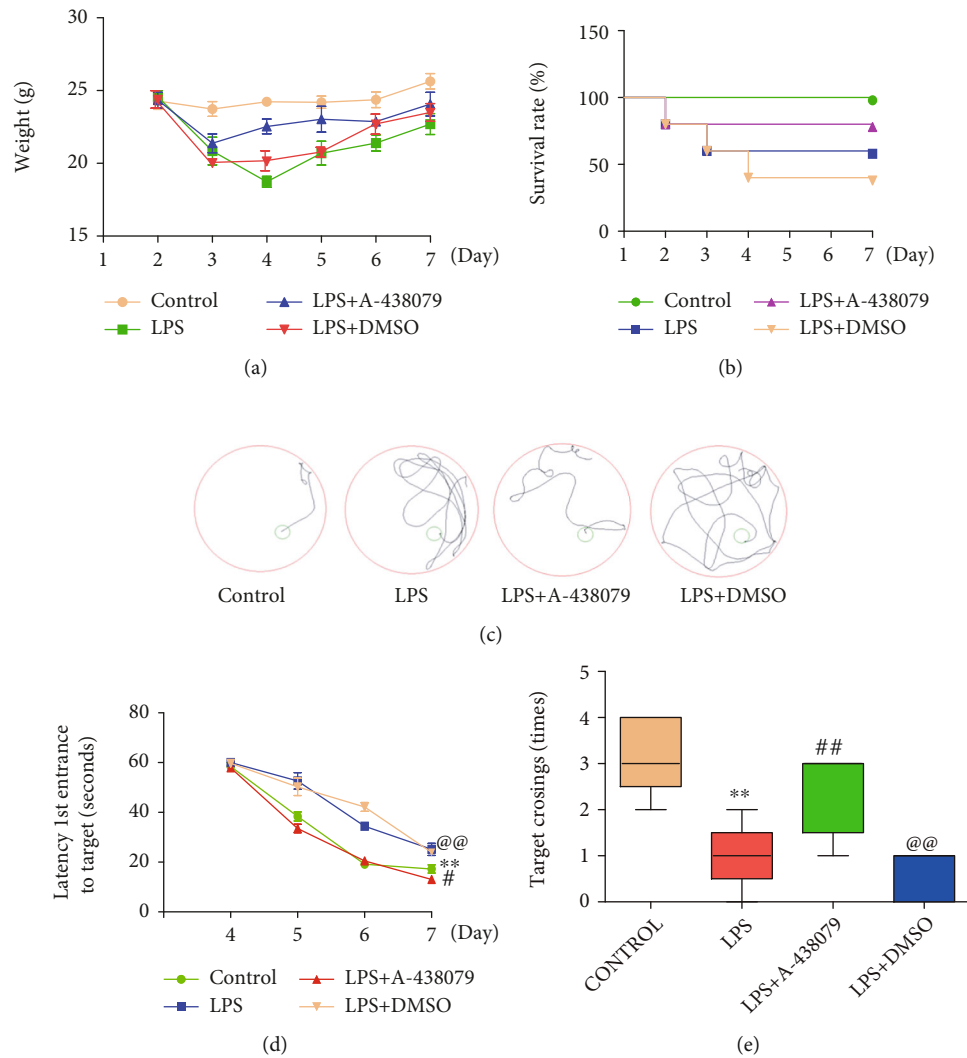 30
25
20
15
Weight (g)
1 2 3 4 5 6 7 (Day)
Control LPS+A-438079
LPS LPS+DMSO
(a)
150
100
50
0
Survival rate (%)
1 2 3 4 5 6 7 (Day)
Control LPS+A-438079
LPS LPS+DMSO
(b)
Control LPS LPS+A-438079 LPS+DMSO
(c)
80
60
40
20
0
Latency 1st entrance
to target (seconds)
@@
**
#
4 5 6 7 (Day)
Control LPS+A-438079
LPS LPS+DMSO
(d)
5
4
3
2
1
0
Target crosings (times)
**
##
@@
CONTROL
LPS
LPS+A-438079
LPS+DMSO
(e)